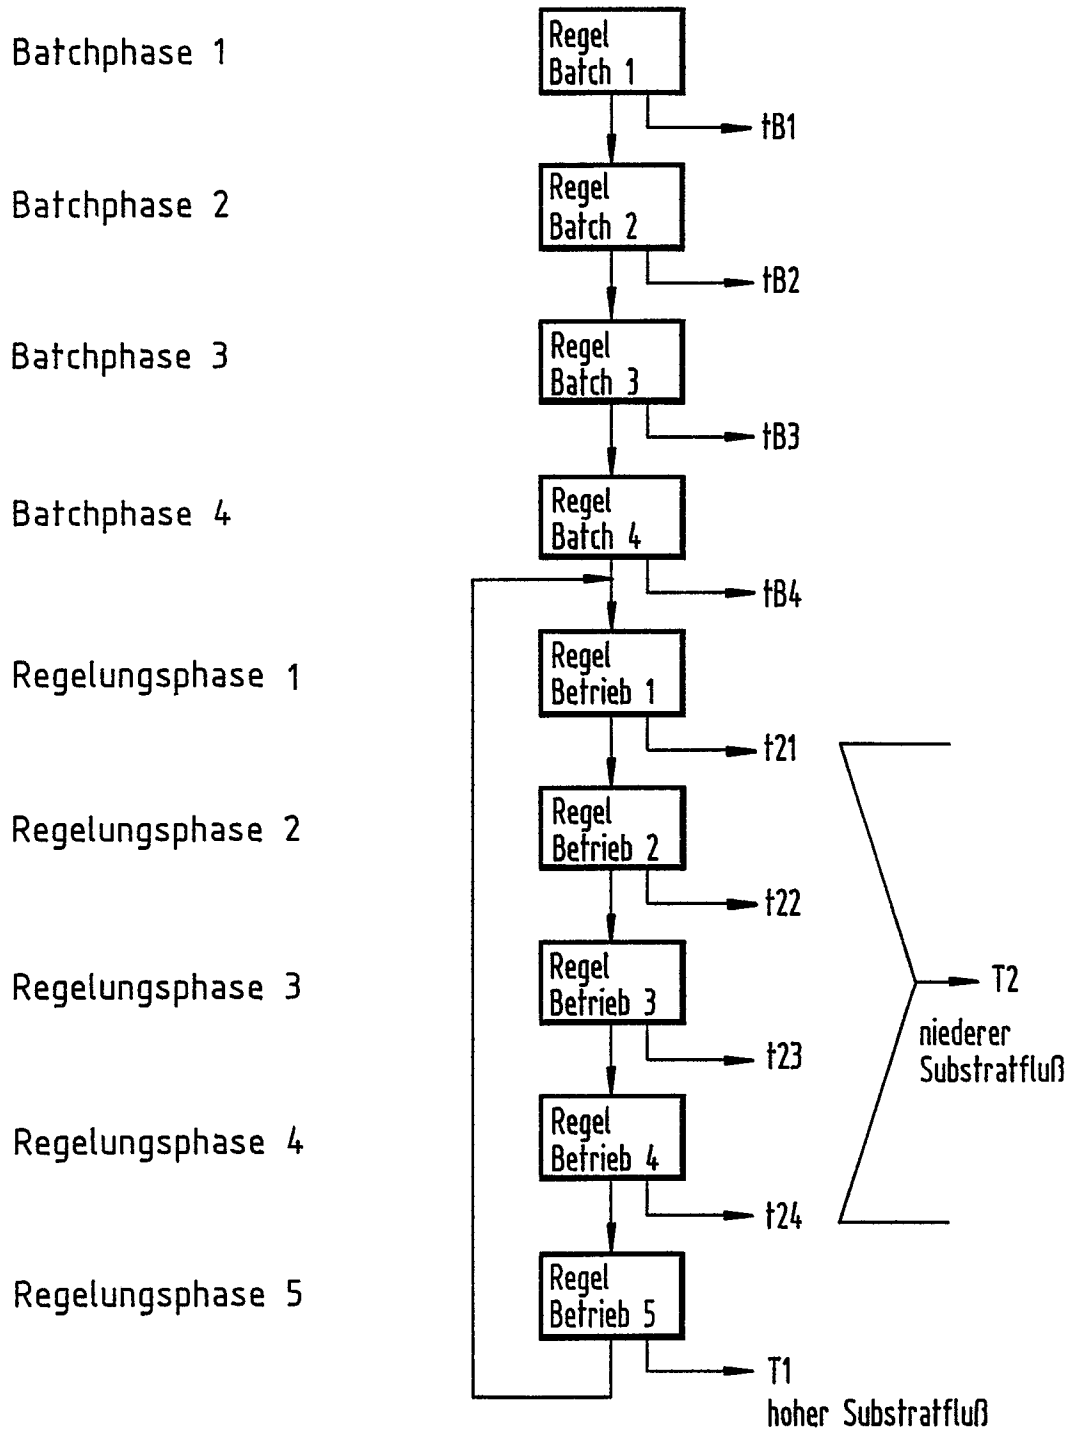 Batchphase 1
Regel
Batch 1
tB1
Batchphase 2
Regel
Batch 2
tB2
Batchphase 3
Regel
Batch 3
tB3
Batchphase 4
Regel
Batch 4
tB4
Regelungsphase 1
Regel
Betrieb 1
t21
Regelungsphase 2
Regel
Betrieb 2
t22
Regelungsphase 3
Regel
Betrieb 3
T2
niederer
Substratfluß
t23
Regelungsphase 4
Regel
Betrieb 4
t24
Regelungsphase 5
Regel
Betrieb 5
T1
hoher Substratfluß